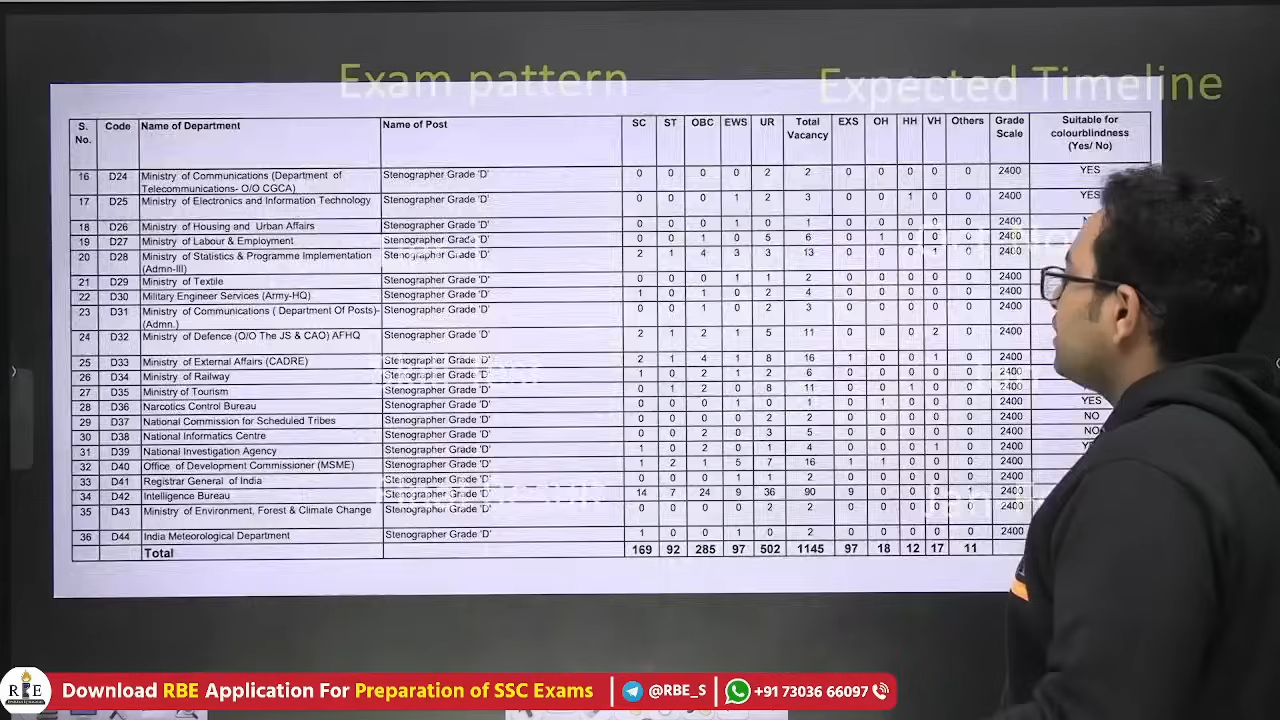 Exam pattern
Expected Timeline
S. No. Code Name of Department Name of Post SC ST OBC EWS UR Total Vacancy EXS OH HH VH Others Grade Scale Suitable for colourblindness (Yes/ No)
16 D24 Ministry of Communications (Department of Telecommunications- O/O CGCA) Stenographer Grade 'D' 0 0 0 0 2 2 0 0 0 0 0 2400 YES
17 D25 Ministry of Electronics and Information Technology Stenographer Grade 'D' 0 0 0 1 2 3 0 0 1 0 0 2400 YES
18 D26 Ministry of Housing and Urban Affairs Stenographer Grade 'D' 0 0 0 1 0 1 0 0 0 0 0 2400
19 D27 Ministry of Labour & Employment Stenographer Grade 'D' 0 0 1 0 5 6 0 1 0 0 0 2400
20 D28 Ministry of Statistics & Programme Implementation (Admn-III) Stenographer Grade 'D' 2 1 4 3 3 13 0 0 0 1 0 2400
21 D29 Ministry of Textile Stenographer Grade 'D' 0 0 0 1 1 2 0 0 0 0 0 2400
22 D30 Military Engineer Services (Army-HQ) Stenographer Grade 'D' 1 0 1 0 2 4 0 0 0 0 0 2400
23 D31 Ministry of Communications ( Department Of Posts)- (Admn.) Stenographer Grade 'D' 0 0 1 0 2 3 0 0 0 0 0 2400
24 D32 Ministry of Defence (O/O The JS & CAO) AFHQ Stenographer Grade 'D' 2 1 2 1 5 11 0 0 0 2 0 2400
25 D33 Ministry of External Affairs (CADRE) Stenographer Grade 'D' 2 1 4 1 8 16 1 0 0 1 0 2400
26 D34 Ministry of Railway Stenographer Grade 'D' 1 0 2 1 2 6 0 0 0 0 0 2400
27 D35 Ministry of Tourism Stenographer Grade 'D' 0 1 2 0 8 11 0 0 1 0 0 2400
28 D36 Narcotics Control Bureau Stenographer Grade 'D' 0 0 0 1 0 1 0 1 0 0 0 2400 YES
29 D37 National Commission for Scheduled Tribes Stenographer Grade 'D' 0 0 0 0 2 2 0 0 0 0 0 2400 NO
30 D38 National Informatics Centre Stenographer Grade 'D' 0 0 2 0 3 5 0 0 0 0 0 2400 NO
31 D39 National Investigation Agency Stenographer Grade 'D' 1 0 2 0 1 4 0 0 0 1 0 2400
32 D40 Office of Development Commissioner (MSME) Stenographer Grade 'D' 1 2 1 5 7 16 1 1 0 0 0 2400
33 D41 Registrar General of India Stenographer Grade 'D' 0 0 0 1 1 2 0 0 0 0 0 2400
34 D42 Intelligence Bureau Stenographer Grade 'D' 14 7 24 9 36 90 9 0 0 0 0 2400
35 D43 Ministry of Environment, Forest & Climate Change Stenographer Grade 'D' 0 0 0 0 2 2 0 0 0 0 0 2400
36 D44 India Meteorological Department Stenographer Grade 'D' 1 0 0 1 0 2 0 0 0 0 0 2400
Total 169 92 285 97 502 1145 97 18 12 17 11
RBE
Download RBE Application For Preparation of SSC Exams @RBE_S +91 73036 66097